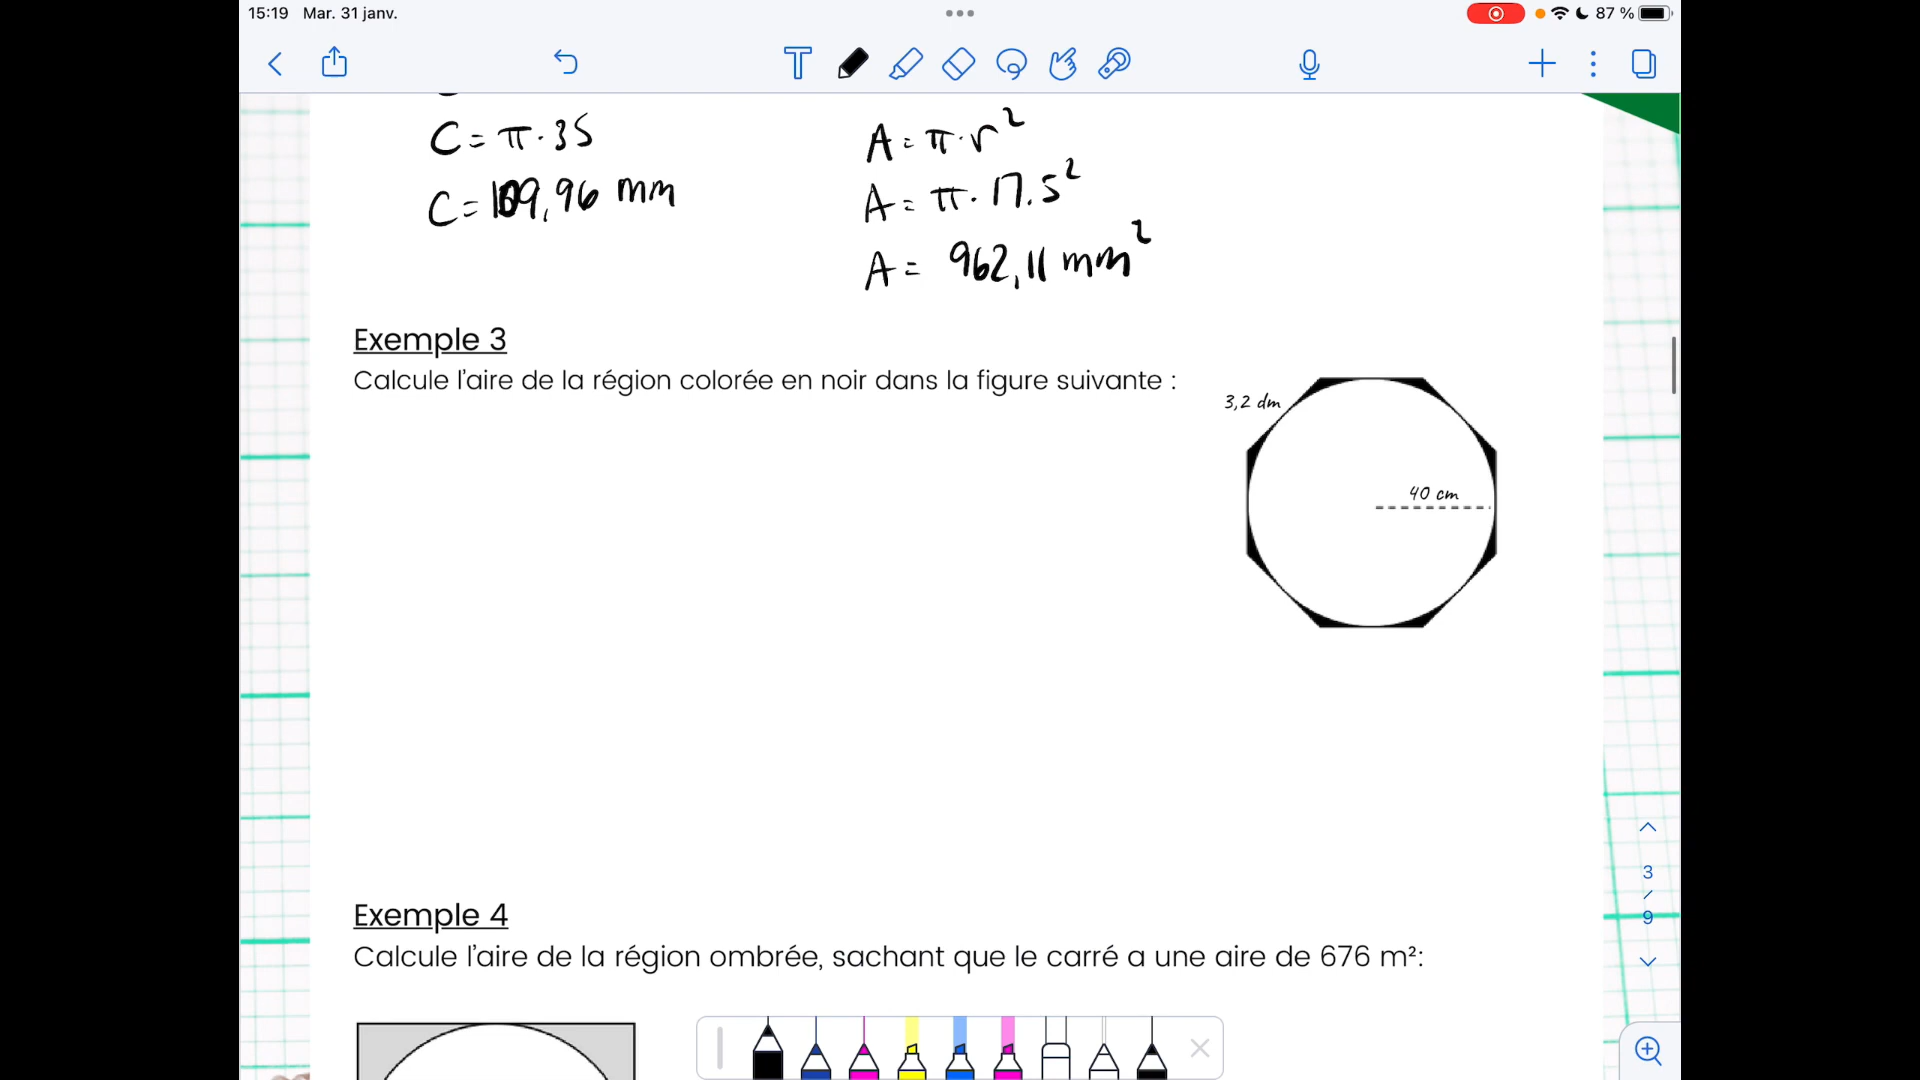 15:19 Mar. 31 janv.
87 %
C = π · 35
C = 109,96 mm
A = π · r²
A = π · 17.5²
A = 962,11 mm²
Exemple 3
Calcule l'aire de la région colorée en noir dans la figure suivante :
3,2 dm
40 cm
Exemple 4
Calcule l'aire de la région ombrée, sachant que le carré a une aire de 676 m²:
3
/
9